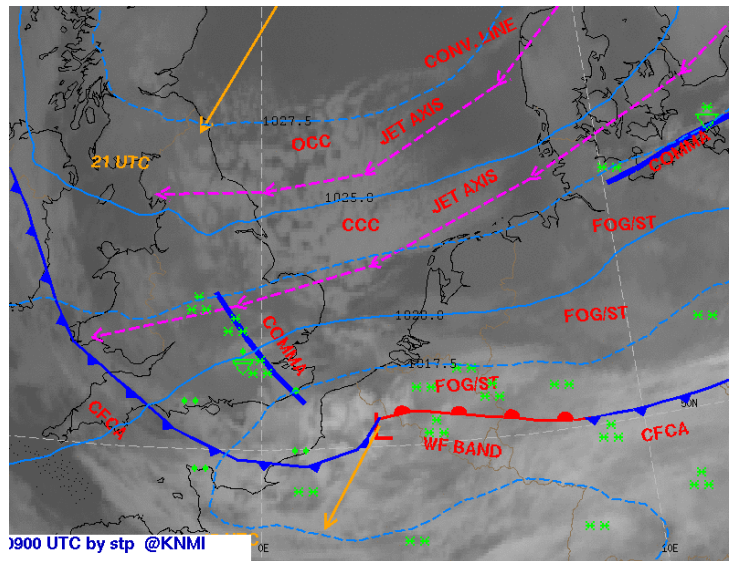 CONV. LINE
1027.5
OCC
JET AXIS
21 UTC
COMMA
1025.0
JET AXIS
CCC
FOG/ST
COMMA
1020.0
FOG/ST
1017.5
FOG/ST
CFCA
50N
L
WF BAND
CFCA
0900 UTC by stp @KNMI
0E
10E